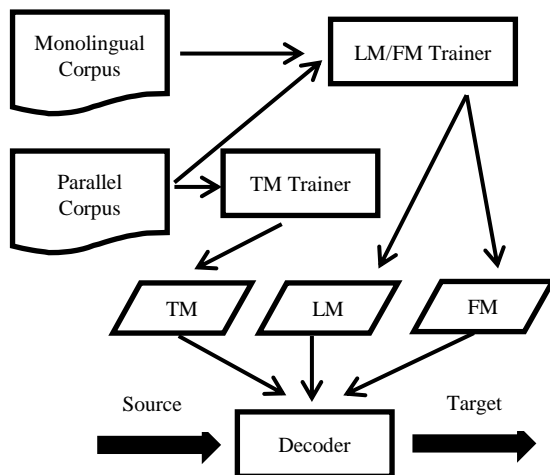 Monolingual
Corpus
LM/FM Trainer
Parallel
Corpus
TM Trainer
TM
LM
FM
Source
Target
Decoder